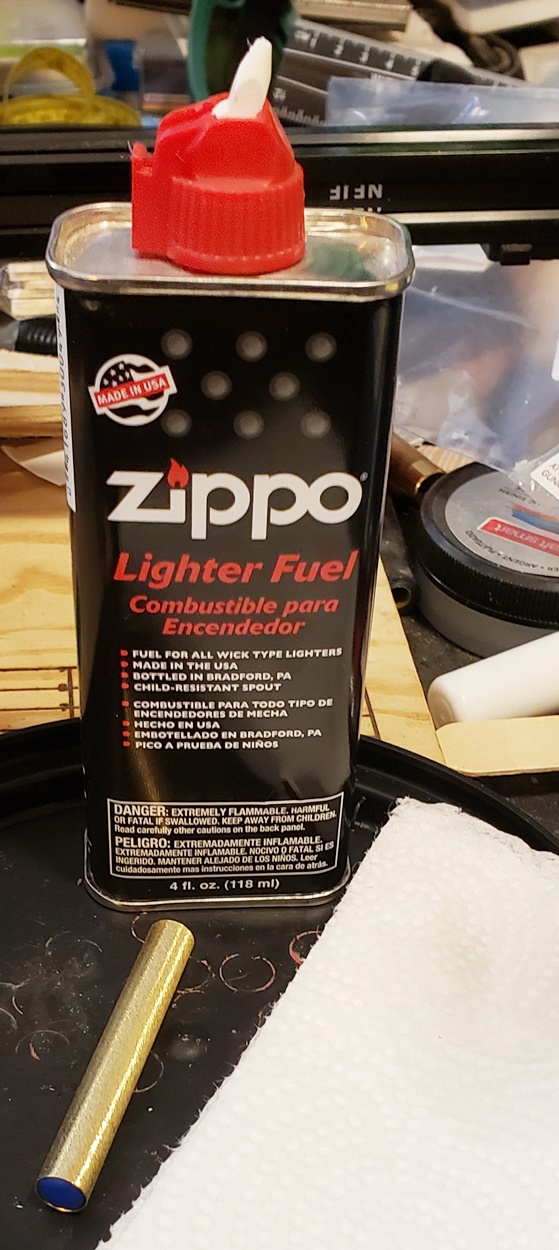 MADE IN USA
zippo®
Lighter Fuel
Combustible para
Encendedor
FUEL FOR ALL WICK TYPE LIGHTERS
MADE IN THE USA
BOTTLED IN BRADFORD, PA
CHILD-RESISTANT SPOUT
COMBUSTIBLE PARA TODO TIPO DE
ENCENDEDORES DE MECHA
HECHO EN USA
EMBOTELLADO EN BRADFORD, PA
PICO A PRUEBA DE NIÑOS
DANGER: EXTREMELY FLAMMABLE. HARMFUL
OR FATAL IF SWALLOWED. KEEP AWAY FROM CHILDREN.
Read carefully other cautions on the back panel.
PELIGRO: EXTREMADAMENTE INFLAMABLE.
EXTREMADAMENTE INFLAMABLE. NOCIVO O FATAL SI ES
INGERIDO. MANTENER ALEJADO DE LOS NIÑOS. Leer
cuidadosamente mas instrucciones en la cara de atrás.
4 fl. oz. (118 ml)